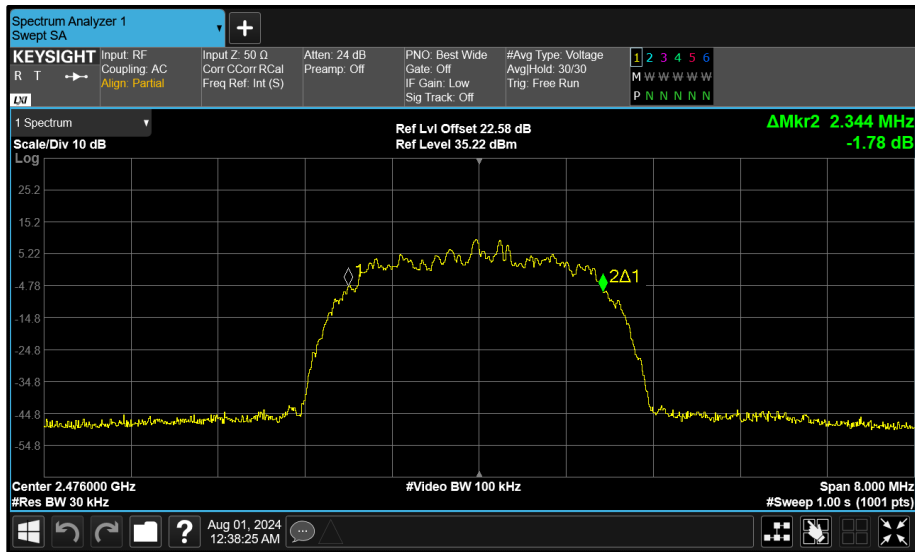 Spectrum Analyzer 1
Swept SA
+
KEYSIGHT Input: RF Input Z: 50 Ω Atten: 24 dB PNO: Best Wide #Avg Type: Voltage 1 2 3 4 5 6
R T Coupling: AC Corr CCorr RCal Preamp: Off Gate: Off Avg|Hold: 30/30 M W W W W W
Align: Partial Freq Ref: Int (S) IF Gain: Low Trig: Free Run
LXI Sig Track: Off P N N N N N
1 Spectrum Ref Lvl Offset 22.58 dB ΔMkr2 2.344 MHz
Scale/Div 10 dB Ref Level 35.22 dBm -1.78 dB
Log
25.2
15.2
5.22
1
2Δ1
-4.78
-14.8
-24.8
-34.8
-44.8
-54.8
Center 2.476000 GHz #Video BW 100 kHz Span 8.000 MHz
#Res BW 30 kHz #Sweep 1.00 s (1001 pts)
? Aug 01, 2024
12:38:25 AM